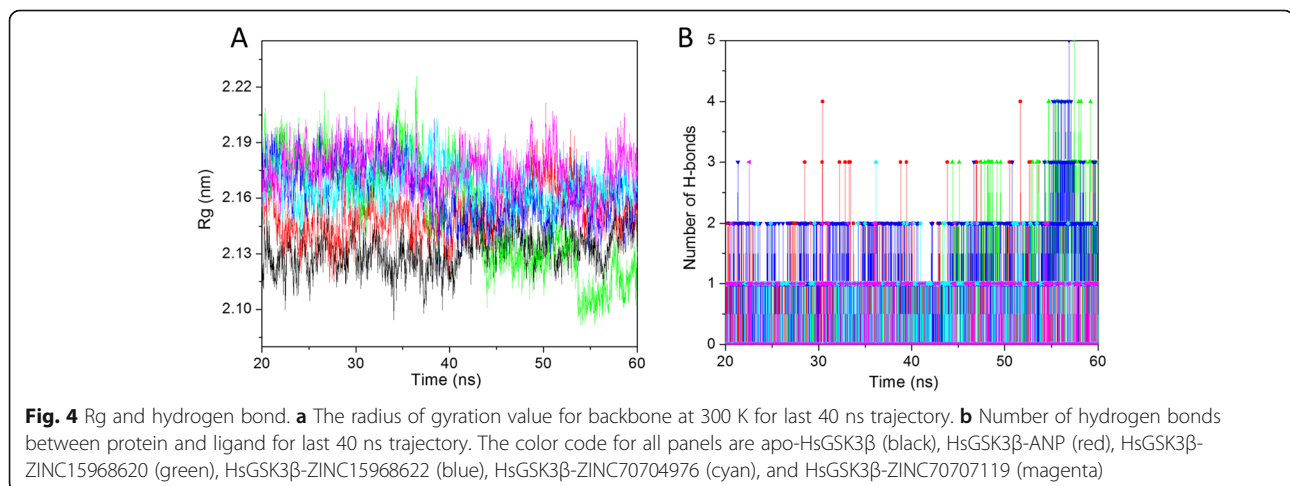 A
Rg (nm)
2.22
2.19
2.16
2.13
2.10
20 30 40 50 60
Time (ns)
B
Number of H-bonds
5
4
3
2
1
0
20 30 40 50 60
Time (ns)
Fig. 4 Rg and hydrogen bond. a The radius of gyration value for backbone at 300 K for last 40 ns trajectory. b Number of hydrogen bonds
between protein and ligand for last 40 ns trajectory. The color code for all panels are apo-HsGSK3β (black), HsGSK3β-ANP (red), HsGSK3β-
ZINC15968620 (green), HsGSK3β-ZINC15968622 (blue), HsGSK3β-ZINC70704976 (cyan), and HsGSK3β-ZINC70707119 (magenta)